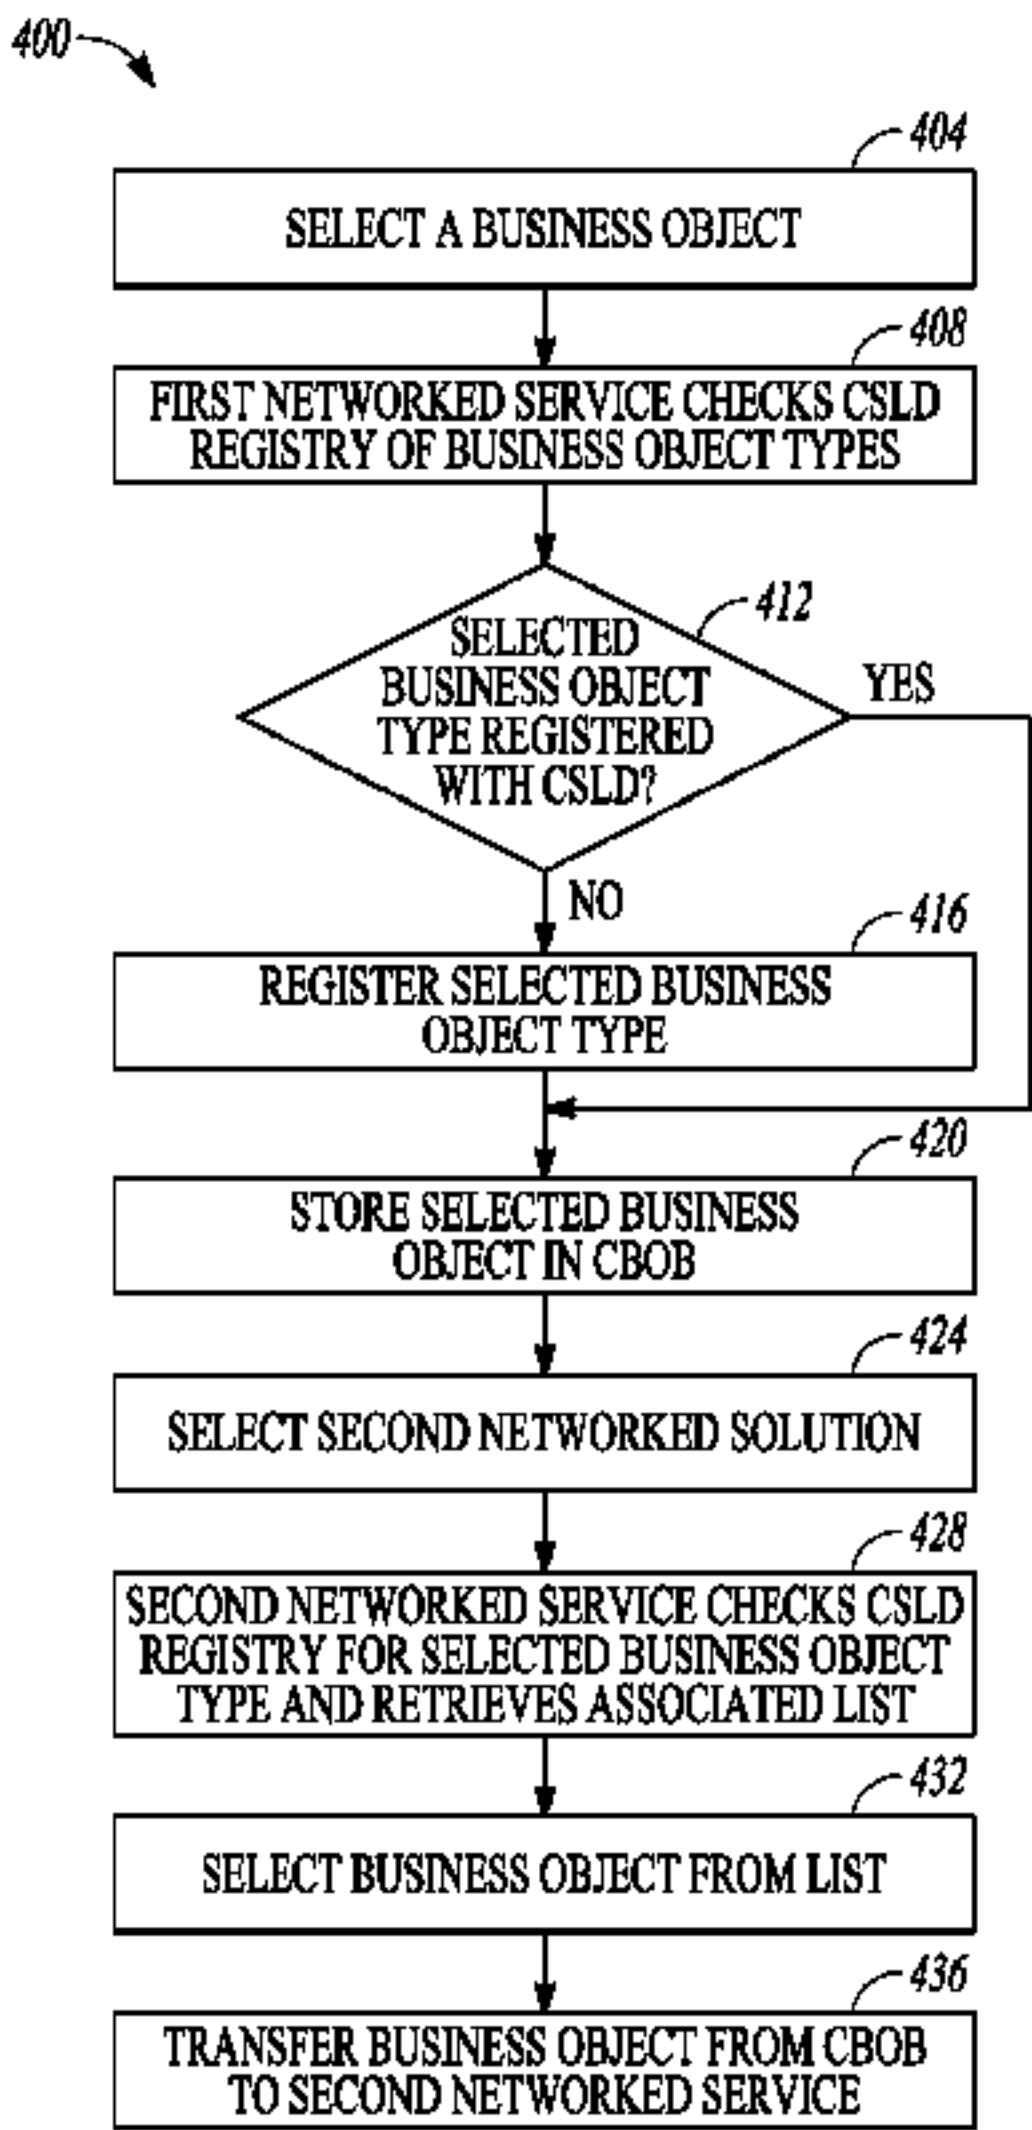 400
404
SELECT A BUSINESS OBJECT
408
FIRST NETWORKED SERVICE CHECKS CSLD
REGISTRY OF BUSINESS OBJECT TYPES
412
SELECTED
BUSINESS OBJECT
TYPE REGISTERED
WITH CSLD?
YES
NO
416
REGISTER SELECTED BUSINESS
OBJECT TYPE
420
STORE SELECTED BUSINESS
OBJECT IN CBOB
424
SELECT SECOND NETWORKED SOLUTION
428
SECOND NETWORKED SERVICE CHECKS CSLD
REGISTRY FOR SELECTED BUSINESS OBJECT
TYPE AND RETRIEVES ASSOCIATED LIST
432
SELECT BUSINESS OBJECT FROM LIST
436
TRANSFER BUSINESS OBJECT FROM CBOB
TO SECOND NETWORKED SERVICE